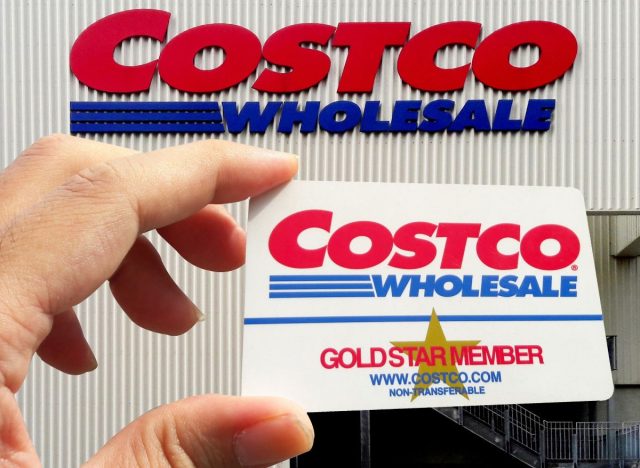 COSTCO
WHOLESALE
COSTCO®
WHOLESALE
GOLD STAR MEMBER
WWW.COSTCO.COM
NON-TRANSFERABLE